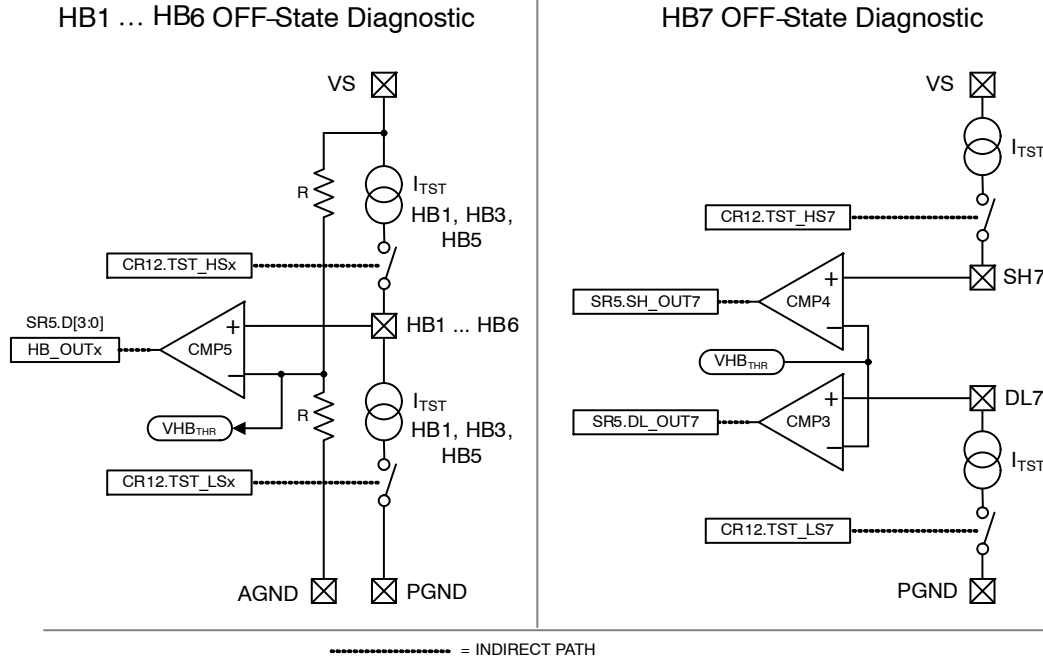 HB1 ... HB6 OFF–State Diagnostic
VS
R
ITST
HB1, HB3,
HB5
CR12.TST_HSx
SR5.D[3:0]
HB_OUTx
+
CMP5
–
HB1 ... HB6
VHBTHR
R
ITST
HB1, HB3,
HB5
CR12.TST_LSx
AGND
PGND
HB7 OFF–State Diagnostic
VS
ITST
CR12.TST_HS7
SH7
+
SR5.SH_OUT7
CMP4
–
VHBTHR
+
DL7
SR5.DL_OUT7
CMP3
–
ITST
CR12.TST_LS7
PGND
= INDIRECT PATH